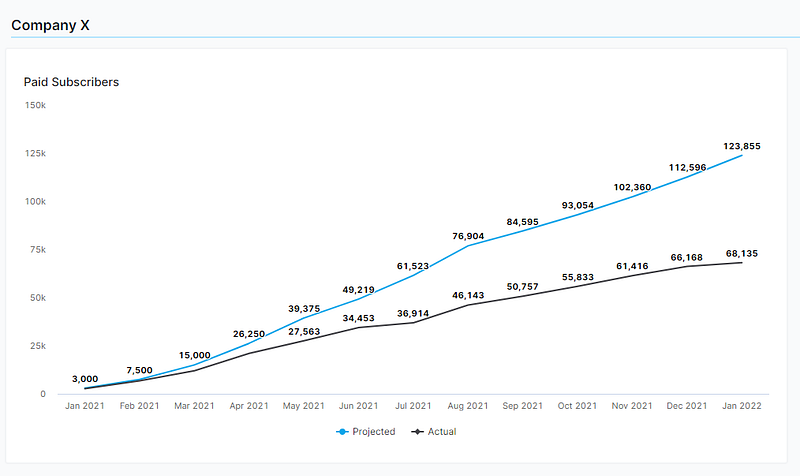 Company X
Paid Subscribers
150k
125k
100k
75k
50k
25k
0
123,855
112,596
102,360
93,054
84,595
76,904
61,523
49,219
39,375
26,250
15,000
7,500
3,000
68,135
66,168
61,416
55,833
50,757
46,143
36,914
34,453
27,563
Jan 2021 Feb 2021 Mar 2021 Apr 2021 May 2021 Jun 2021 Jul 2021 Aug 2021 Sep 2021 Oct 2021 Nov 2021 Dec 2021 Jan 2022
Projected Actual